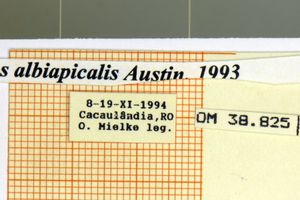 s albiapicalis Austin, 1993
8-19-XI-1994
Cacaulândia,RO
O. Mielke leg.
OM 38.825